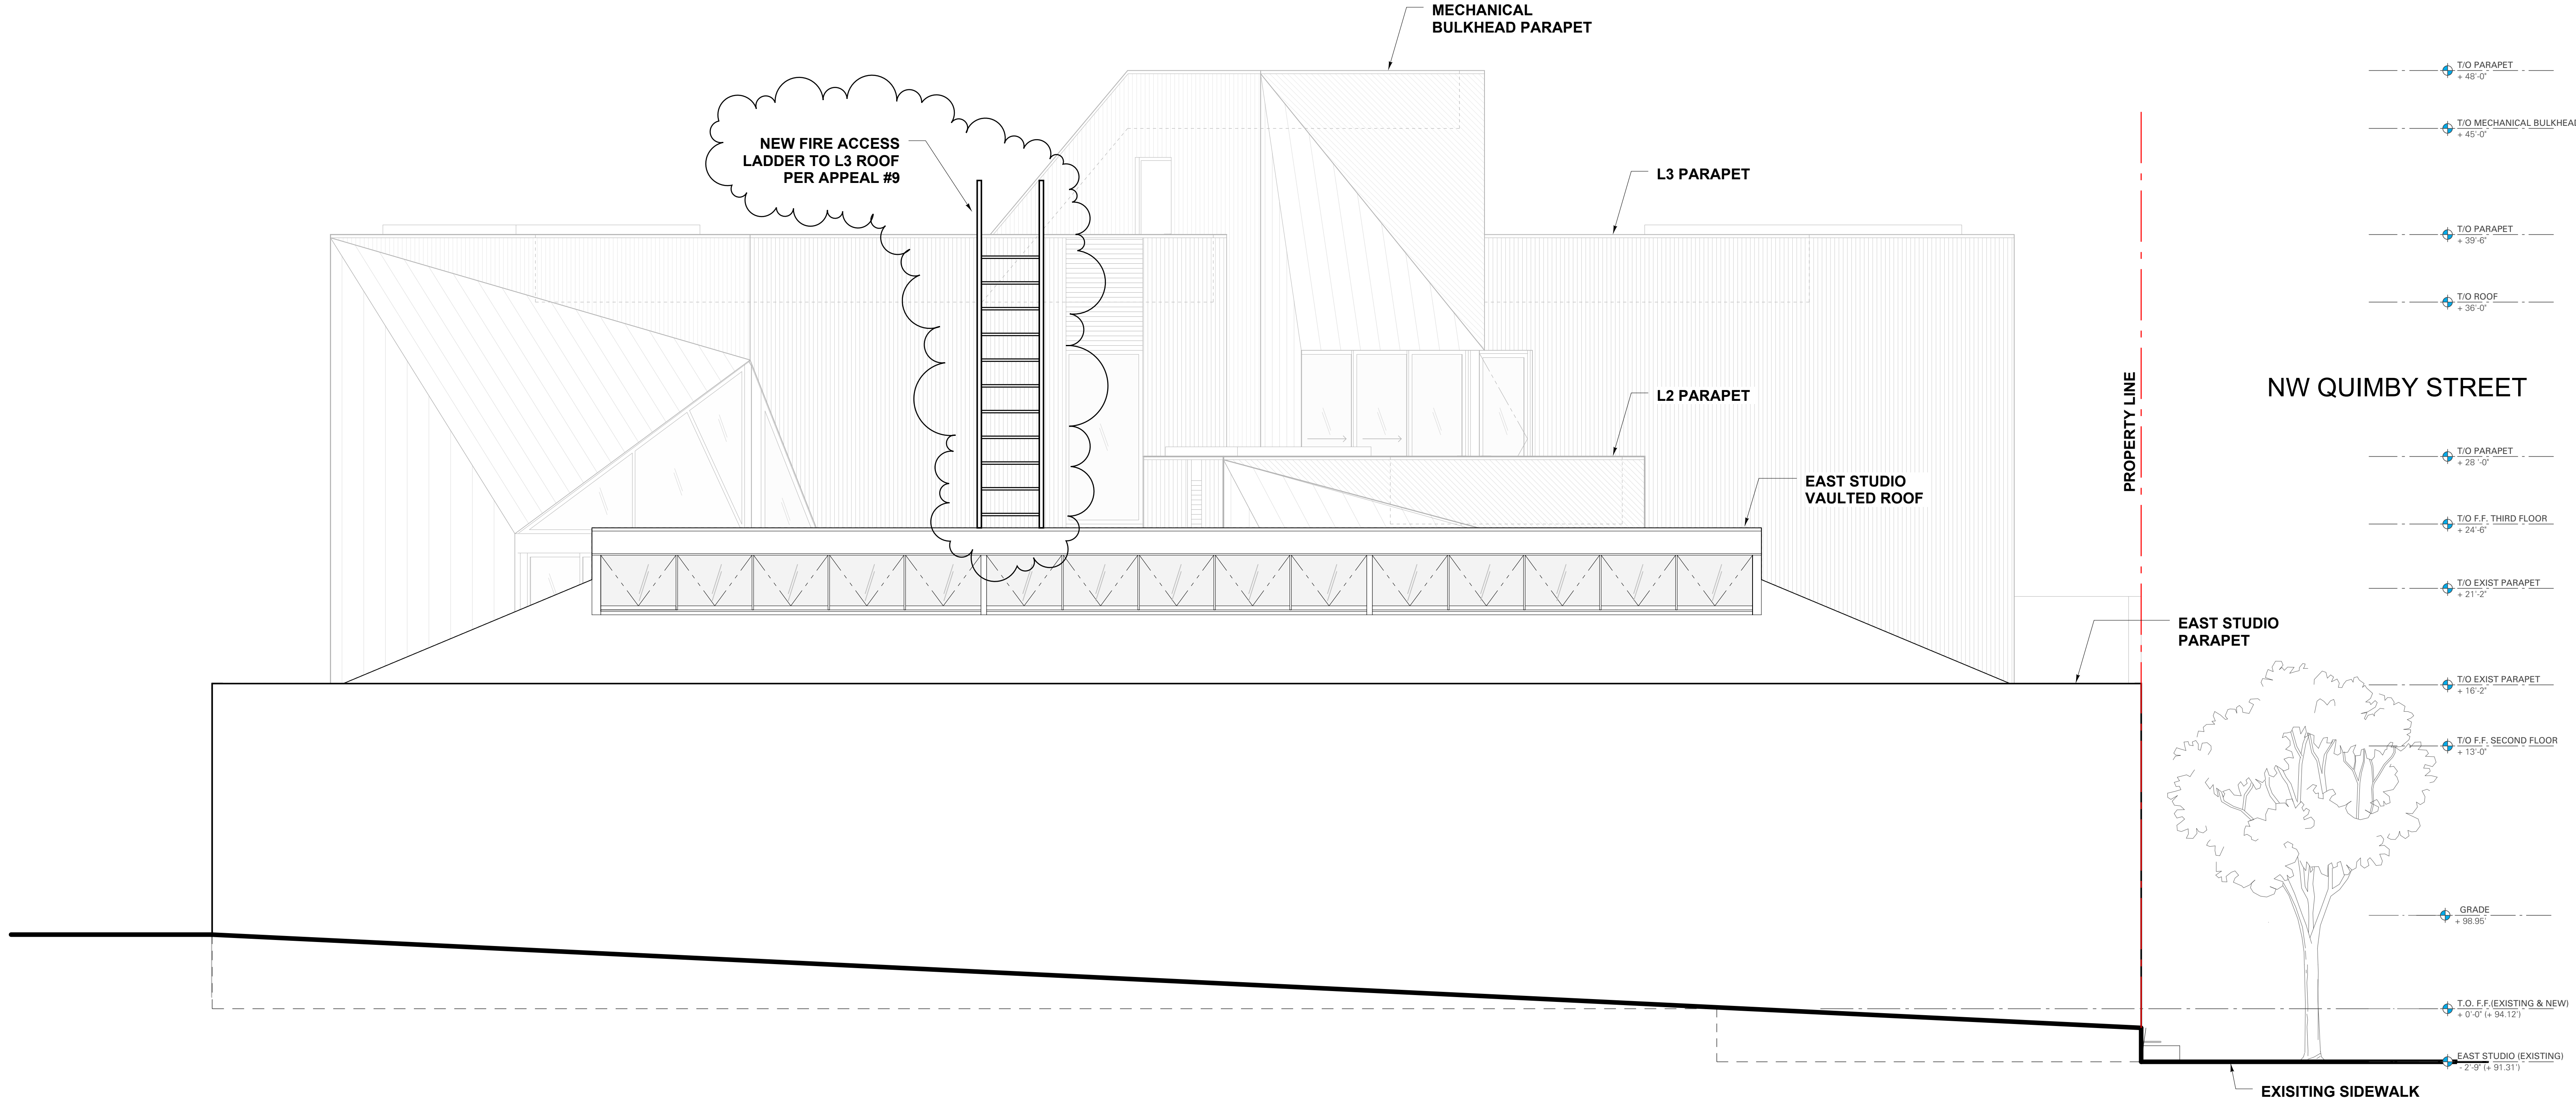 MECHANICAL
BULKHEAD PARAPET
NEW FIRE ACCESS
LADDER TO L3 ROOF
PER APPEAL #9
L3 PARAPET
L2 PARAPET
EAST STUDIO
VAULTED ROOF
PROPERTY LINE
NW QUIMBY STREET
EAST STUDIO
PARAPET
EXISITING SIDEWALK
T/O PARAPET
+ 48'-0"
T/O MECHANICAL BULKHEAD
+ 45'-0"
T/O PARAPET
+ 39'-6"
T/O ROOF
+ 36'-0"
T/O PARAPET
+ 28 '-0"
T/O F.F. THIRD FLOOR
+ 24'-6"
T/O EXIST PARAPET
+ 21'-2"
T/O EXIST PARAPET
+ 16'-2"
T/O F.F. SECOND FLOOR
+ 13'-0"
GRADE
+ 98.95'
T.O. F.F.(EXISTING & NEW)
+ 0'-0" (+ 94.12')
EAST STUDIO (EXISTING)
- 2'-9" (+ 91.31')